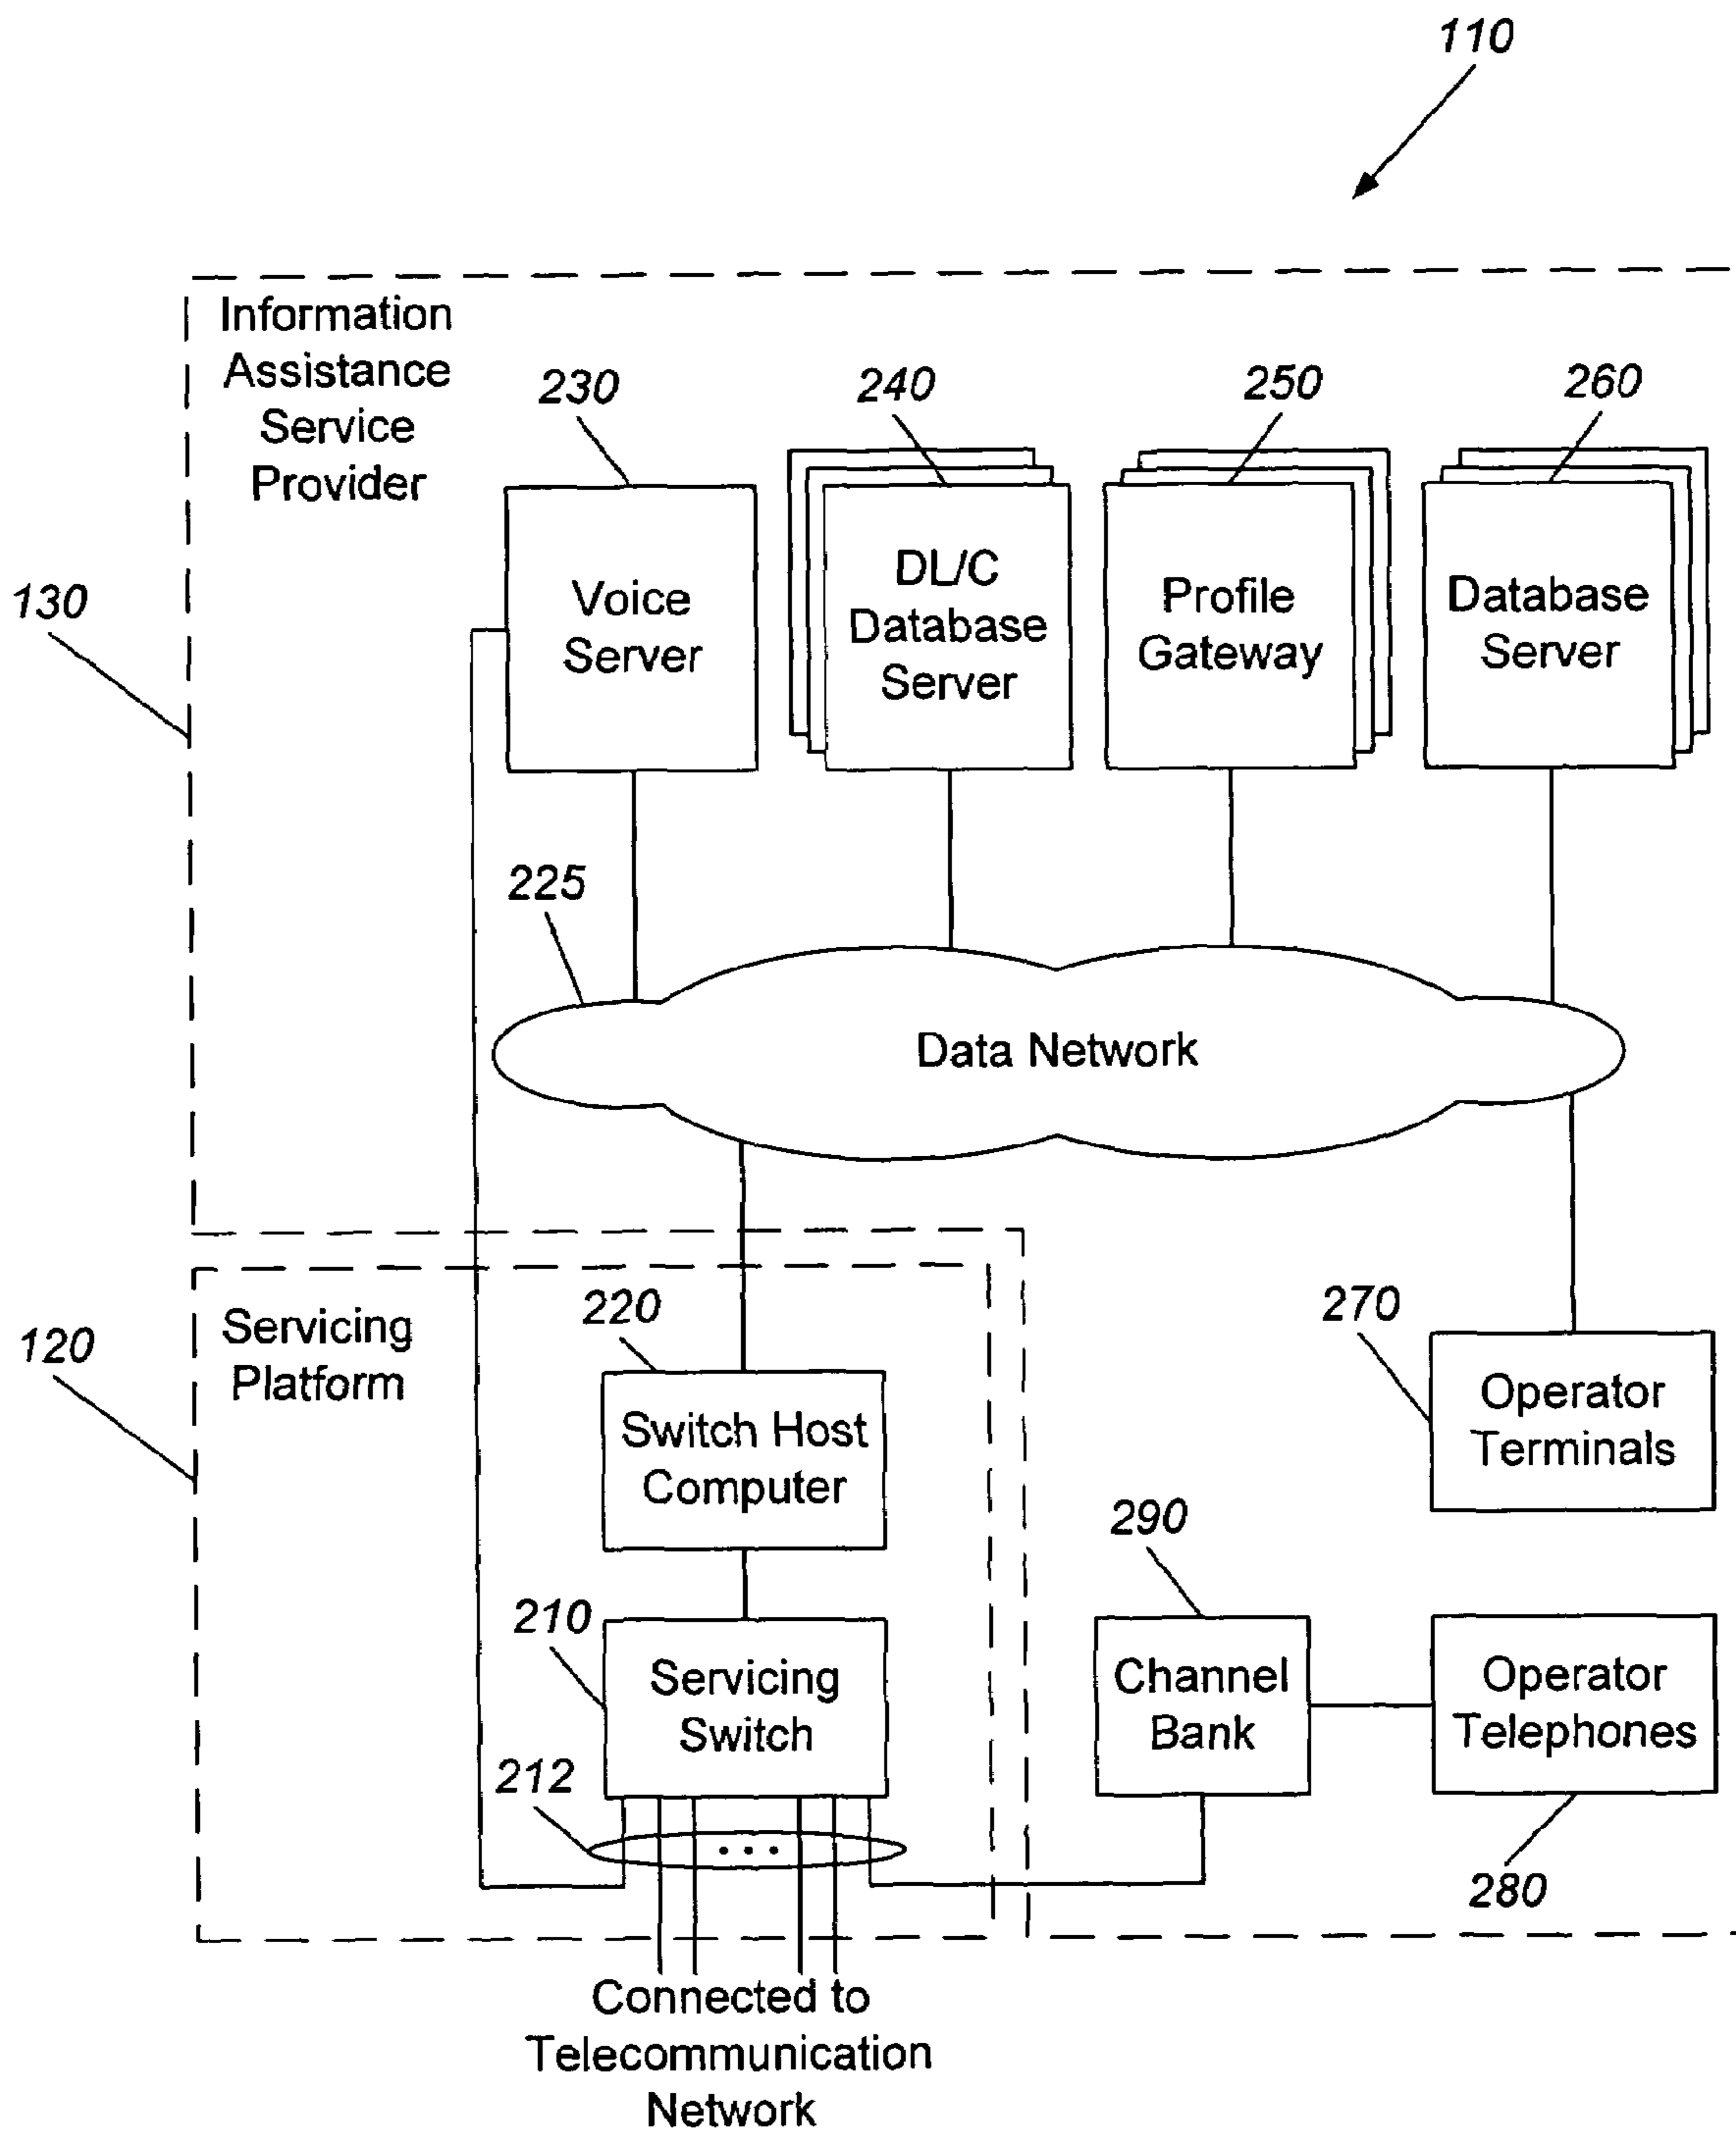 110
Information
Assistance
Service
Provider
230
240
250
260
Voice
Server
DL/C
Database
Server
Profile
Gateway
Database
Server
130
225
Data Network
120
Servicing
Platform
220
Switch Host
Computer
270
Operator
Terminals
210
Servicing
Switch
290
Channel
Bank
Operator
Telephones
212
...
280
Connected to
Telecommunication
Network